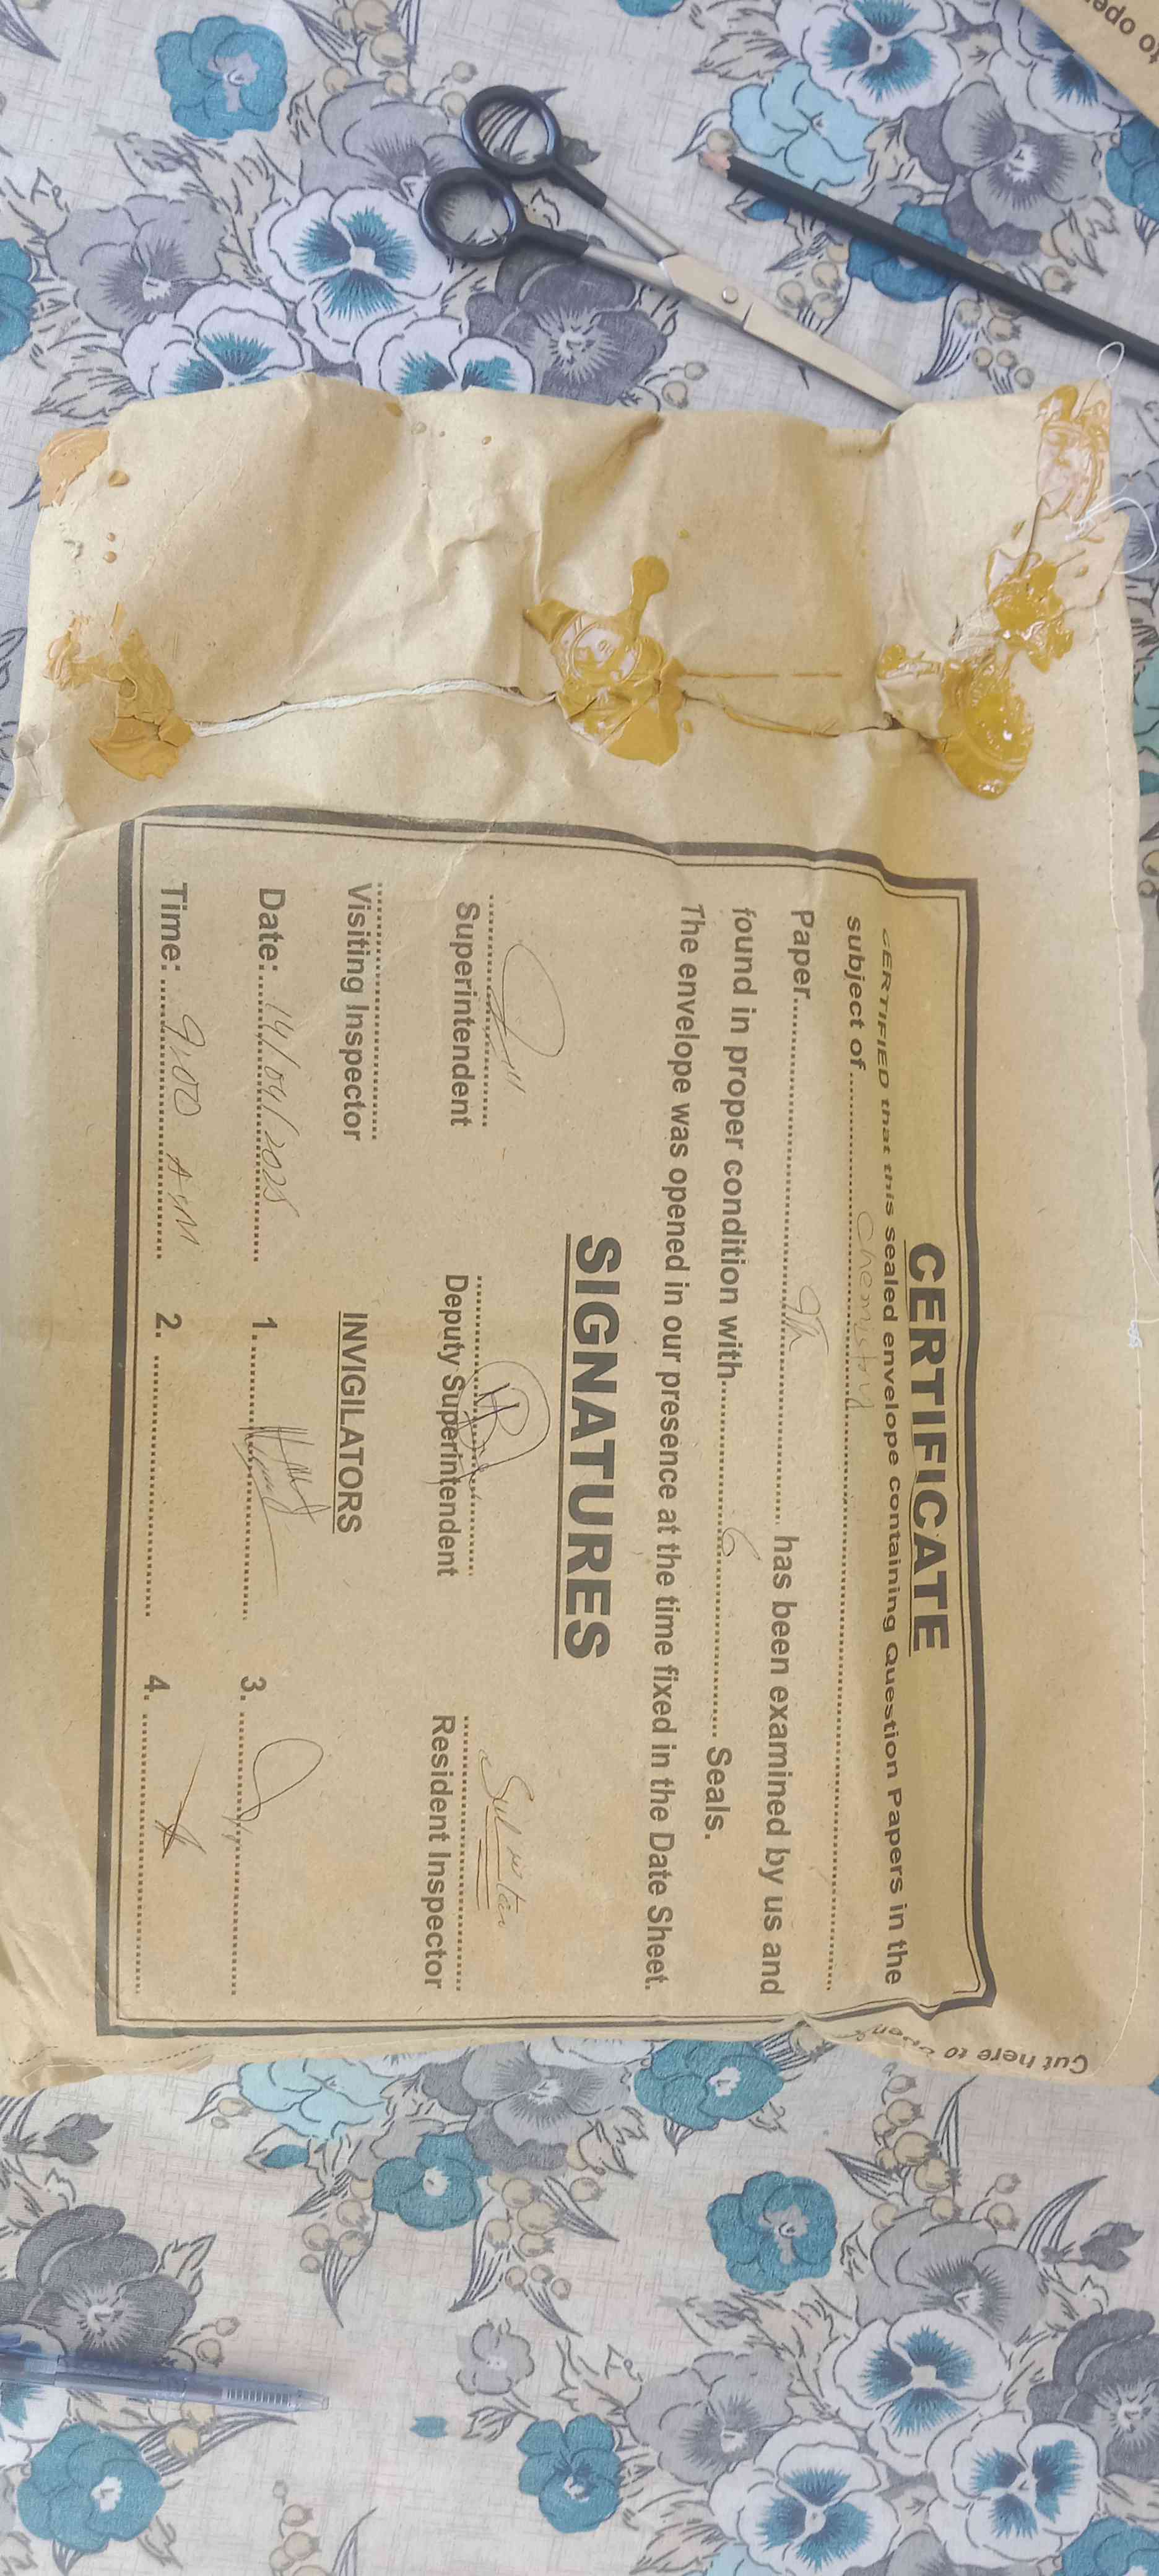 CERTIFICATE
CERTIFIED that this sealed envelope containing Question Papers in the
subject of.......... Chemistry ..........
Paper.......... 9th .......... has been examined by us and
found in proper condition with.......... 6 .......... Seals.
The envelope was opened in our presence at the time fixed in the Date Sheet.
SIGNATURES
Superintendent Deputy Superintendent Resident Inspector
Visiting Inspector INVIGILATORS
Date: 14/04/2025 1. .......... 3. ..........
Time: 9:00 AM 2. .......... 4. ..........
Cut here to open
to ope